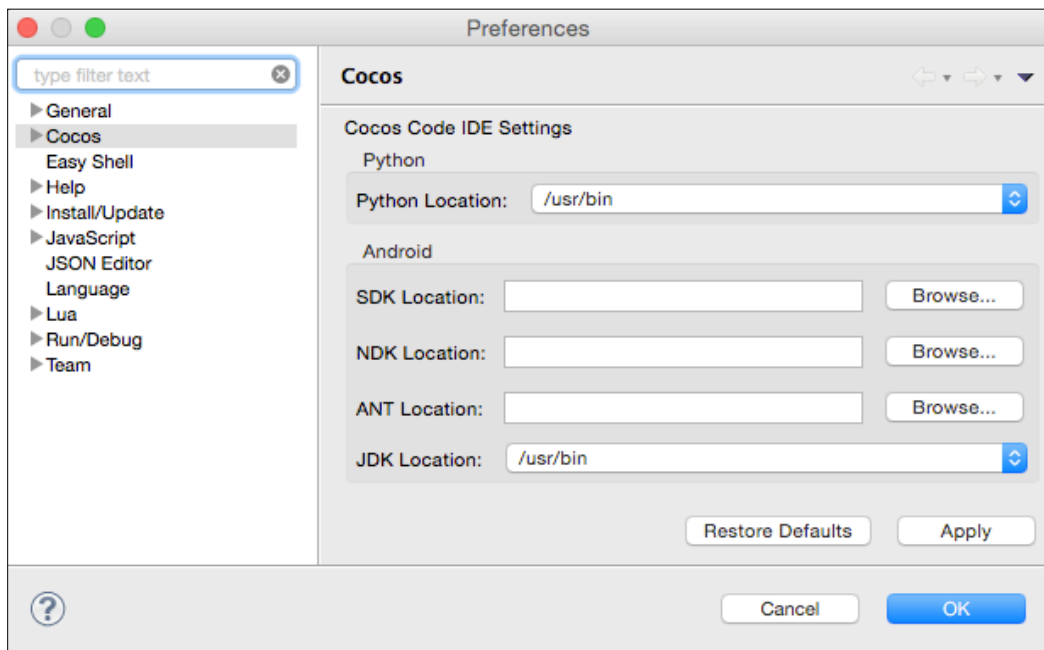 Preferences
type filter text
General
Cocos
Easy Shell
Help
Install/Update
JavaScript
JSON Editor
Language
Lua
Run/Debug
Team
Cocos
Cocos Code IDE Settings
Python
Python Location: /usr/bin
Android
SDK Location: Browse...
NDK Location: Browse...
ANT Location: Browse...
JDK Location: /usr/bin
Restore Defaults Apply
? Cancel OK